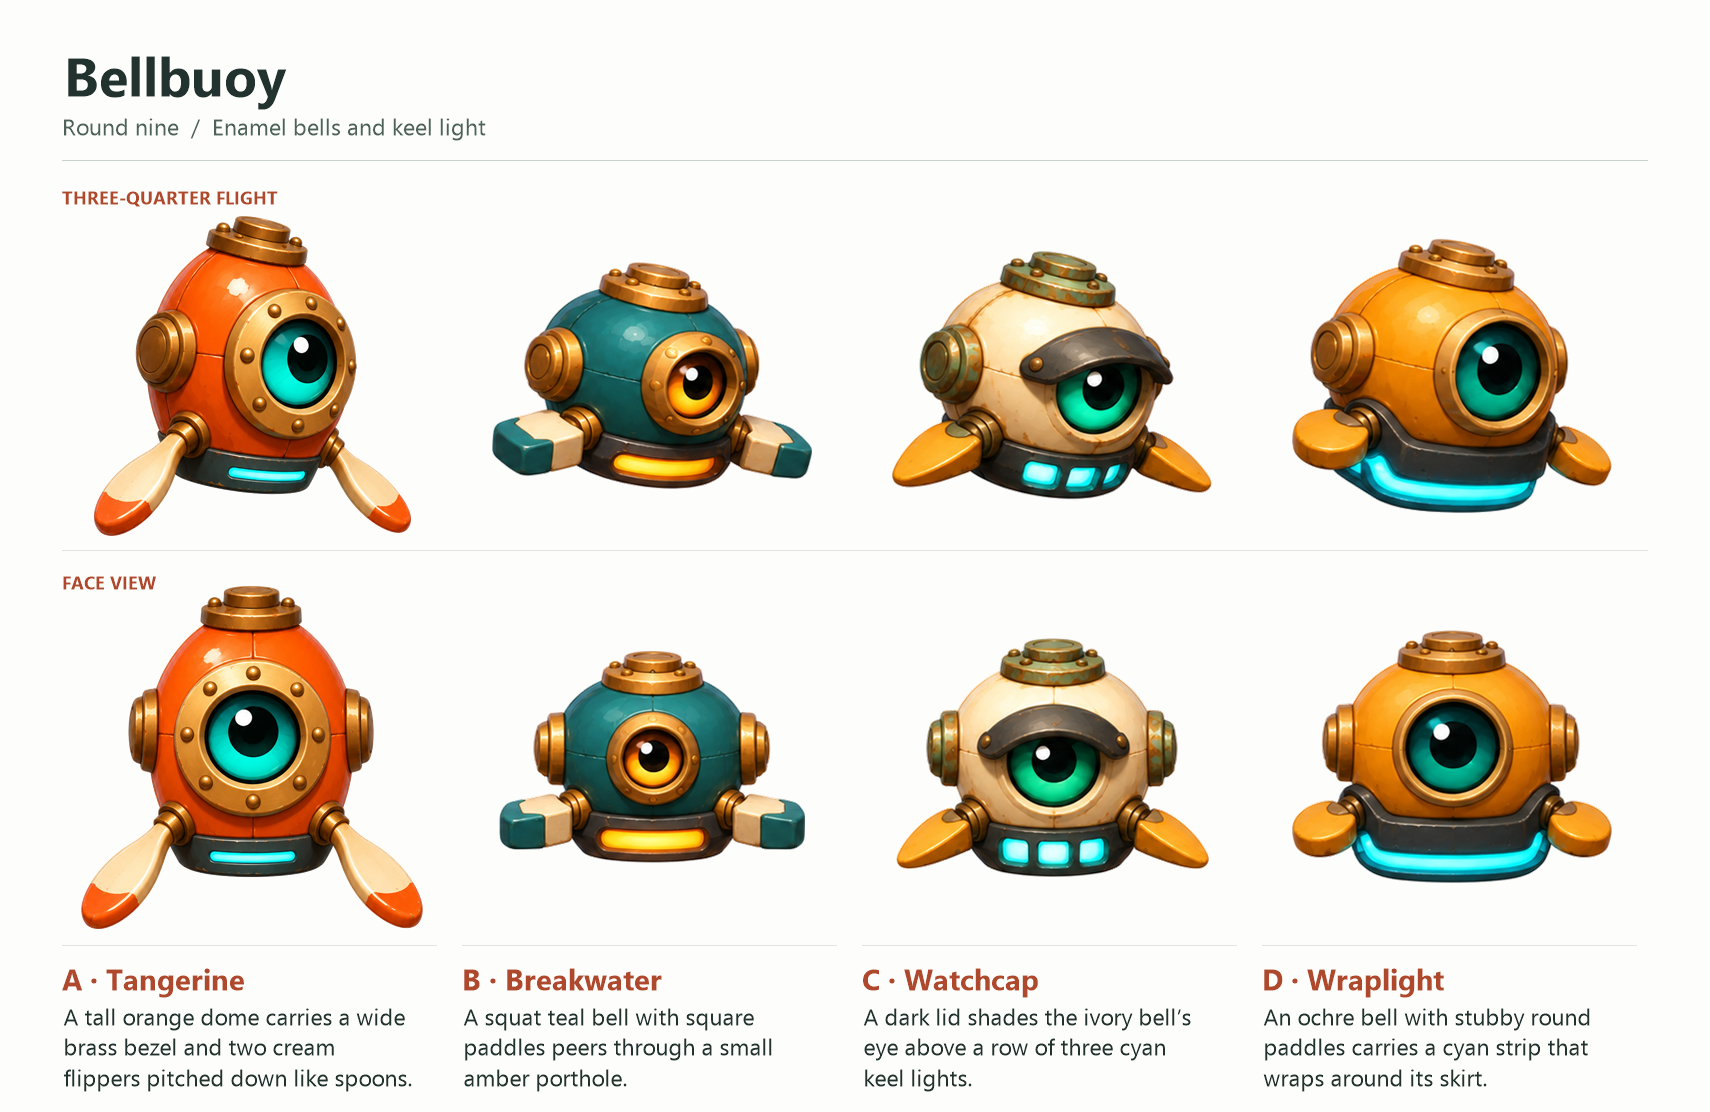 Bellbuoy
Round nine / Enamel bells and keel light
THREE-QUARTER FLIGHT
FACE VIEW
A · Tangerine
A tall orange dome carries a wide
brass bezel and two cream
flippers pitched down like spoons.
B · Breakwater
A squat teal bell with square
paddles peers through a small
amber porthole.
C · Watchcap
A dark lid shades the ivory bell’s
eye above a row of three cyan
keel lights.
D · Wraplight
An ochre bell with stubby round
paddles carries a cyan strip that
wraps around its skirt.